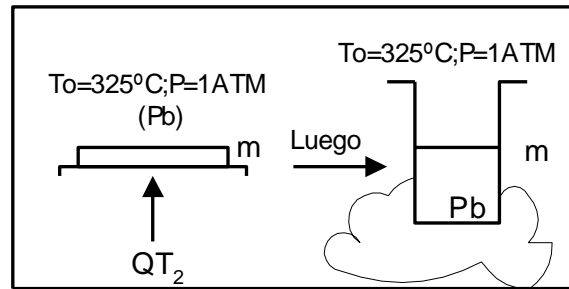 To=325ºC;P=1ATM
(Pb)
m
QT₂
Luego
To=325ºC;P=1ATM
m
Pb